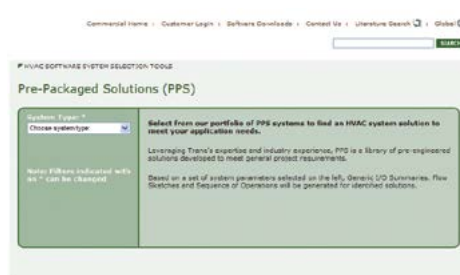 Commercial Home Customer Login Software Downloads Contact Us Literature Search Global
SEARCH
HVAC SOFTWARE SYSTEM SELECTION TOOLS
Pre-Packaged Solutions (PPS)
System Type: *
Choose system type:
Note: Filters indicated with
an * can be changed
Select from our portfolio of PPS systems to find an HVAC system solution to
meet your application needs.
Leveraging Trane's expertise and industry experience, PPS is a library of pre-engineered
solutions developed to meet general project requirements.
Based on a set of system parameters selected on the left, Generic I/O Summaries, Flow
Sketches and Sequence of Operations will be generated for identified solutions.